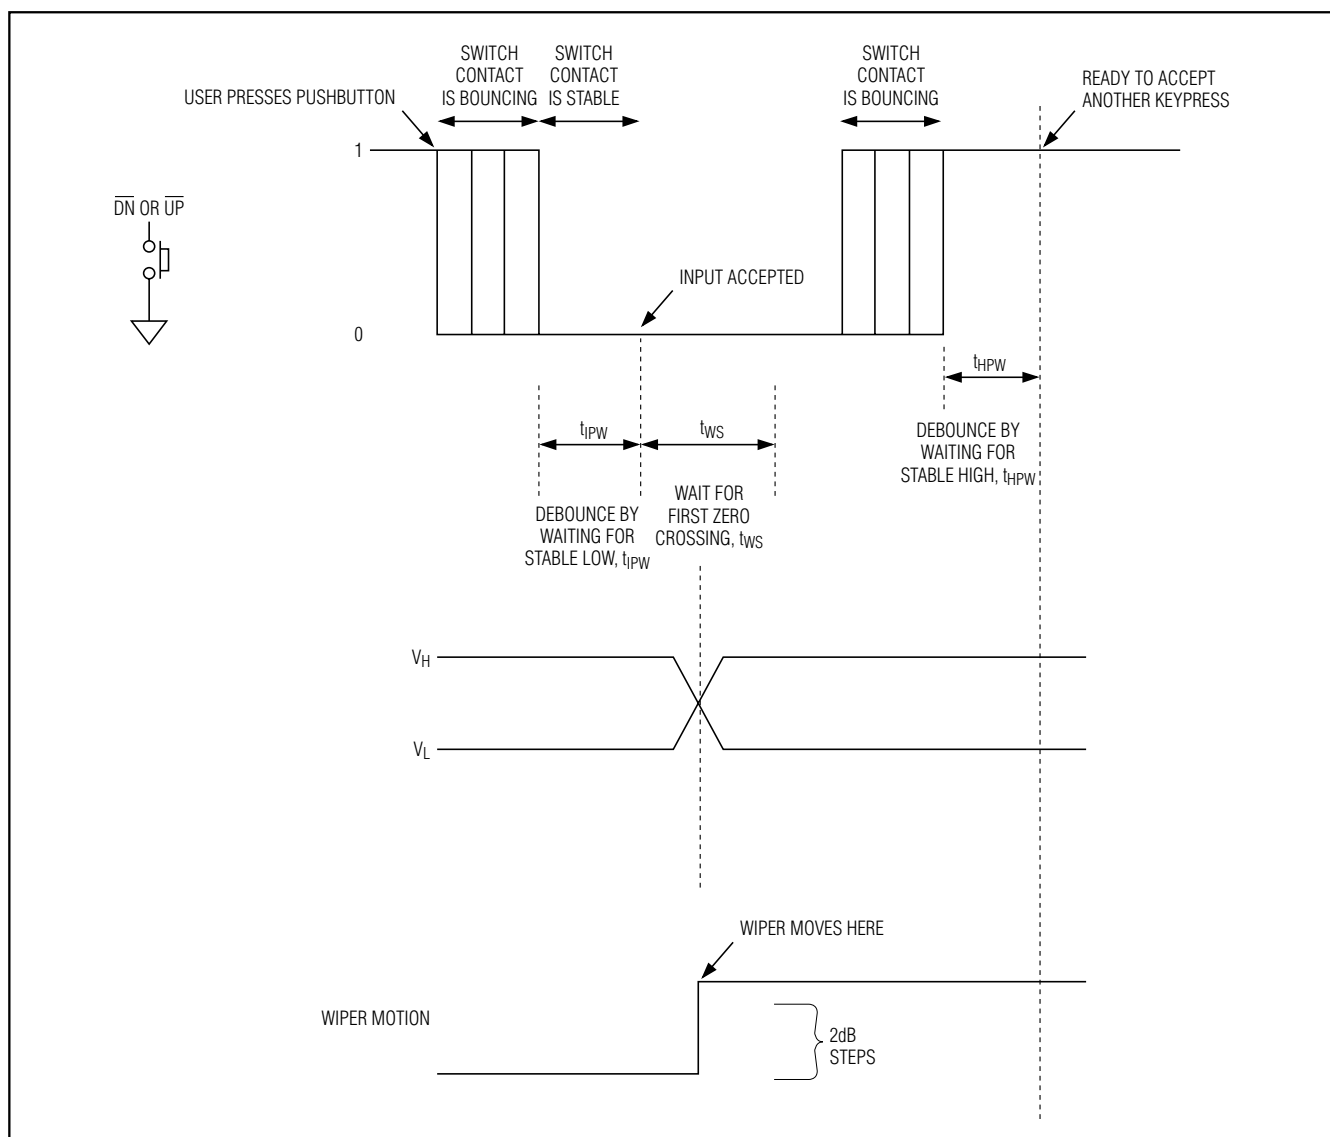 SWITCH
CONTACT
IS BOUNCING
SWITCH
CONTACT
IS STABLE
SWITCH
CONTACT
IS BOUNCING
READY TO ACCEPT
ANOTHER KEYPRESS
USER PRESSES PUSHBUTTON
1
D̅N̅ OR U̅P̅
INPUT ACCEPTED
0
tHPW
tIPW
tWS
DEBOUNCE BY
WAITING FOR
STABLE HIGH, tHPW
WAIT FOR
FIRST ZERO
CROSSING, tWS
DEBOUNCE BY
WAITING FOR
STABLE LOW, tIPW
VH
VL
WIPER MOVES HERE
WIPER MOTION
2dB
STEPS